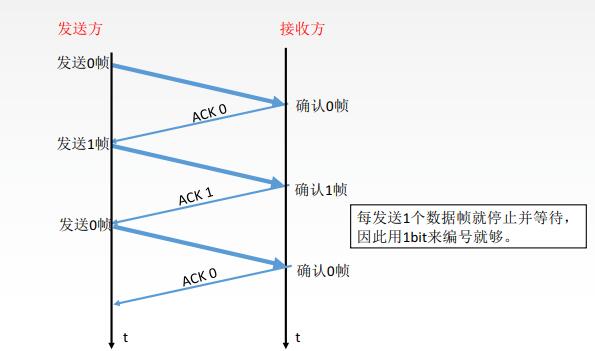 发送方
接收方
发送0帧
确认0帧
ACK 0
发送1帧
确认1帧
ACK 1
发送0帧
每发送1个数据帧就停止并等待，
因此用1bit来编号就够。
确认0帧
ACK 0
t
t